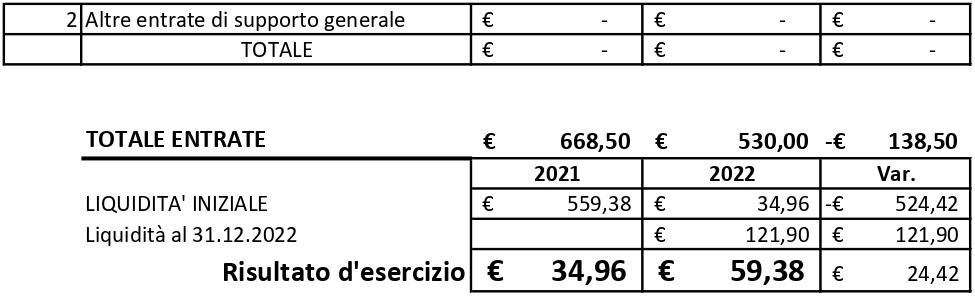 2 Altre entrate di supporto generale € - € - € -
TOTALE € - € - € -
TOTALE ENTRATE € 668,50 € 530,00 -€ 138,50
2021 2022 Var.
LIQUIDITA' INIZIALE € 559,38 € 34,96 -€ 524,42
Liquidità al 31.12.2022 € 121,90 € 121,90
Risultato d'esercizio € 34,96 € 59,38 € 24,42